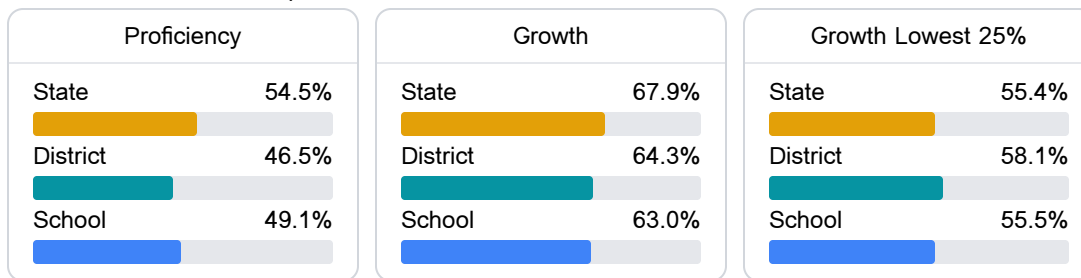 Proficiency
State 54.5%
District 46.5%
School 49.1%
Growth
State 67.9%
District 64.3%
School 63.0%
Growth Lowest 25%
State 55.4%
District 58.1%
School 55.5%